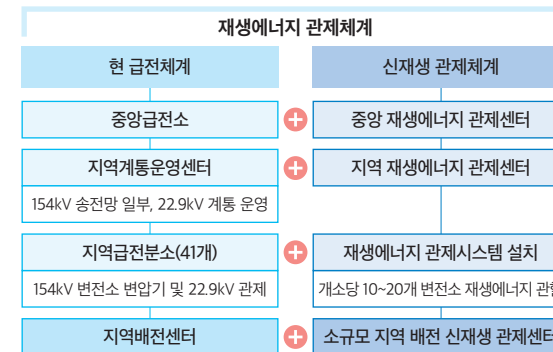 재생에너지 관제체계
현 급전체계
신재생 관제체계
중앙급전소
중앙 재생에너지 관제센터
지역계통운영센터
지역 재생에너지 관제센터
154kV 송전망 일부, 22.9kV 계통 운영
지역급전분소(41개)
재생에너지 관제시스템 설치
154kV 변전소 변압기 및 22.9kV 관제
개소당 10~20개 변전소 재생에너지
지역배전센터
소규모 지역 배전 신재생 관제센터